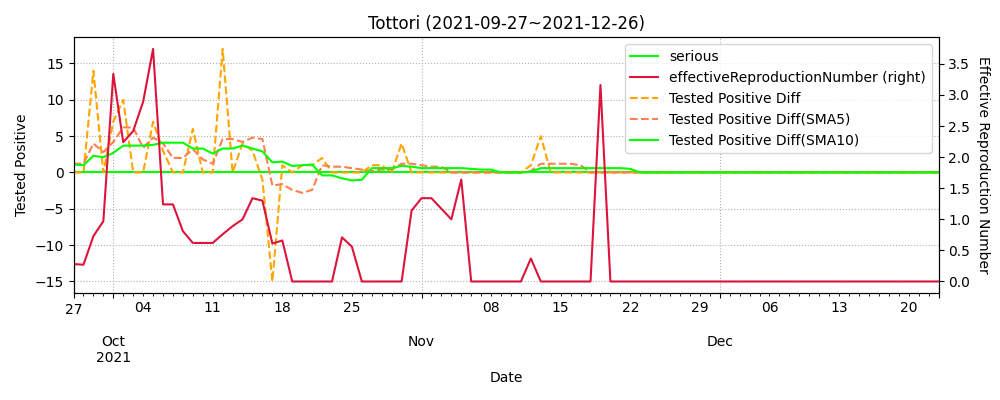 Tottori (2021-09-27~2021-12-26)
serious
effectiveReproductionNumber (right)
Tested Positive Diff
Tested Positive Diff(SMA5)
Tested Positive Diff(SMA10)
Tested Positive
15
10
5
0
−5
−10
−15
3.5
3.0
2.5
2.0
1.5
1.0
0.5
0.0
Effective Reproduction Number
27 04 11 18 25 08 15 22 29 06 13 20
Oct Nov Dec
2021
Date